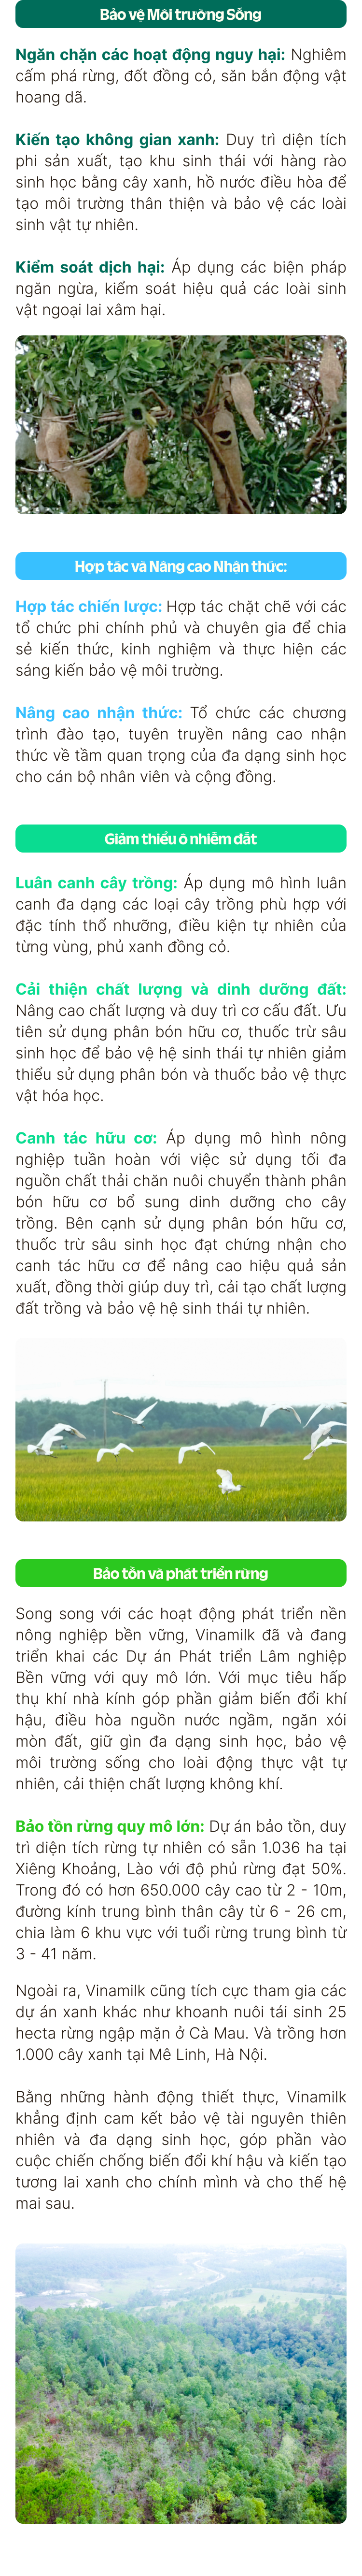 Bảo vệ Môi trường Sống
Ngăn chặn các hoạt động nguy hại: Nghiêm
cấm phá rừng, đốt đồng cỏ, săn bắn động vật
hoang dã.
Kiến tạo không gian xanh: Duy trì diện tích
phi sản xuất, tạo khu sinh thái với hàng rào
sinh học bằng cây xanh, hồ nước điều hòa để
tạo môi trường thân thiện và bảo vệ các loài
sinh vật tự nhiên.
Kiểm soát dịch hại: Áp dụng các biện pháp
ngăn ngừa, kiểm soát hiệu quả các loài sinh
vật ngoại lai xâm hại.
Hợp tác và Nâng cao Nhận thức:
Hợp tác chiến lược: Hợp tác chặt chẽ với các
tổ chức phi chính phủ và chuyên gia để chia
sẻ kiến thức, kinh nghiệm và thực hiện các
sáng kiến bảo vệ môi trường.
Nâng cao nhận thức: Tổ chức các chương
trình đào tạo, tuyên truyền nâng cao nhận
thức về tầm quan trọng của đa dạng sinh học
cho cán bộ nhân viên và cộng đồng.
Giảm thiểu ô nhiễm đất
Luân canh cây trồng: Áp dụng mô hình luân
canh đa dạng các loại cây trồng phù hợp với
đặc tính thổ nhưỡng, điều kiện tự nhiên của
từng vùng, phủ xanh đồng cỏ.
Cải thiện chất lượng và dinh dưỡng đất:
Nâng cao chất lượng và duy trì cơ cấu đất. Ưu
tiên sử dụng phân bón hữu cơ, thuốc trừ sâu
sinh học để bảo vệ hệ sinh thái tự nhiên giảm
thiểu sử dụng phân bón và thuốc bảo vệ thực
vật hóa học.
Canh tác hữu cơ: Áp dụng mô hình nông
nghiệp tuần hoàn với việc sử dụng tối đa
nguồn chất thải chăn nuôi chuyển thành phân
bón hữu cơ bổ sung dinh dưỡng cho cây
trồng. Bên cạnh sử dụng phân bón hữu cơ,
thuốc trừ sâu sinh học đạt chứng nhận cho
canh tác hữu cơ để nâng cao hiệu quả sản
xuất, đồng thời giúp duy trì, cải tạo chất lượng
đất trồng và bảo vệ hệ sinh thái tự nhiên.
Bảo tồn và phát triển rừng
Song song với các hoạt động phát triển nền
nông nghiệp bền vững, Vinamilk đã và đang
triển khai các Dự án Phát triển Lâm nghiệp
Bền vững với quy mô lớn. Với mục tiêu hấp
thụ khí nhà kính góp phần giảm biến đổi khí
hậu, điều hòa nguồn nước ngầm, ngăn xói
mòn đất, giữ gìn đa dạng sinh học, bảo vệ
môi trường sống cho loài động thực vật tự
nhiên, cải thiện chất lượng không khí.
Bảo tồn rừng quy mô lớn: Dự án bảo tồn, duy
trì diện tích rừng tự nhiên có sẵn 1.036 ha tại
Xiêng Khoảng, Lào với độ phủ rừng đạt 50%.
Trong đó có hơn 650.000 cây cao từ 2 - 10m,
đường kính trung bình thân cây từ 6 - 26 cm,
chia làm 6 khu vực với tuổi rừng trung bình từ
3 - 41 năm.
Ngoài ra, Vinamilk cũng tích cực tham gia các
dự án xanh khác như khoanh nuôi tái sinh 25
hecta rừng ngập mặn ở Cà Mau. Và trồng hơn
1.000 cây xanh tại Mê Linh, Hà Nội.
Bằng những hành động thiết thực, Vinamilk
khẳng định cam kết bảo vệ tài nguyên thiên
nhiên và đa dạng sinh học, góp phần vào
cuộc chiến chống biến đổi khí hậu và kiến tạo
tương lai xanh cho chính mình và cho thế hệ
mai sau.